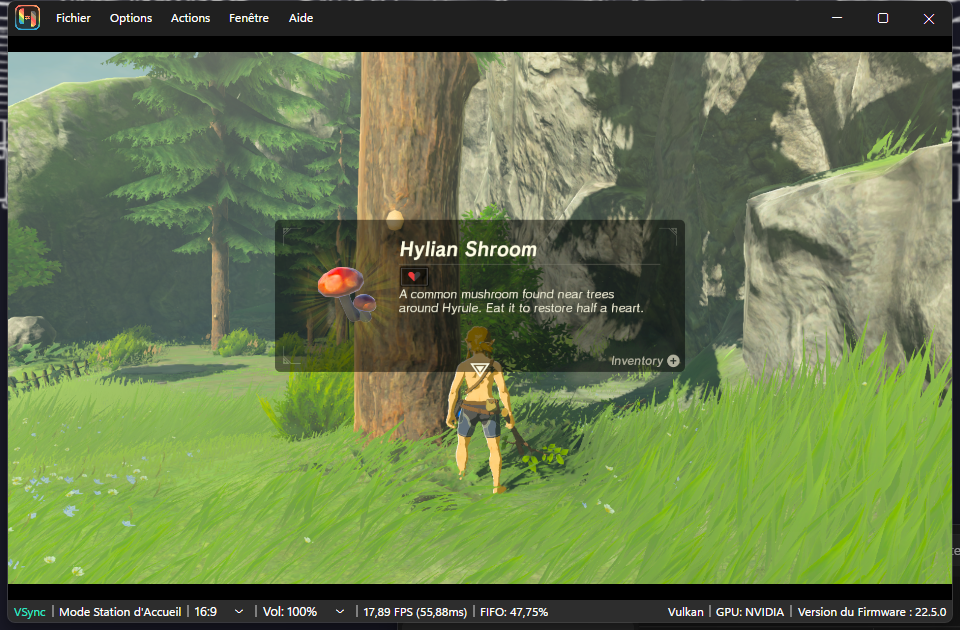 Fichier Options Actions Fenêtre Aide
Hylian Shroom
A common mushroom found near trees
around Hyrule. Eat it to restore half a heart.
Inventory
VSync | Mode Station d'Accueil | 16:9 | Vol: 100% | 17,89 FPS (55,88ms) | FIFO: 47,75% Vulkan | GPU: NVIDIA | Version du Firmware : 22.5.0